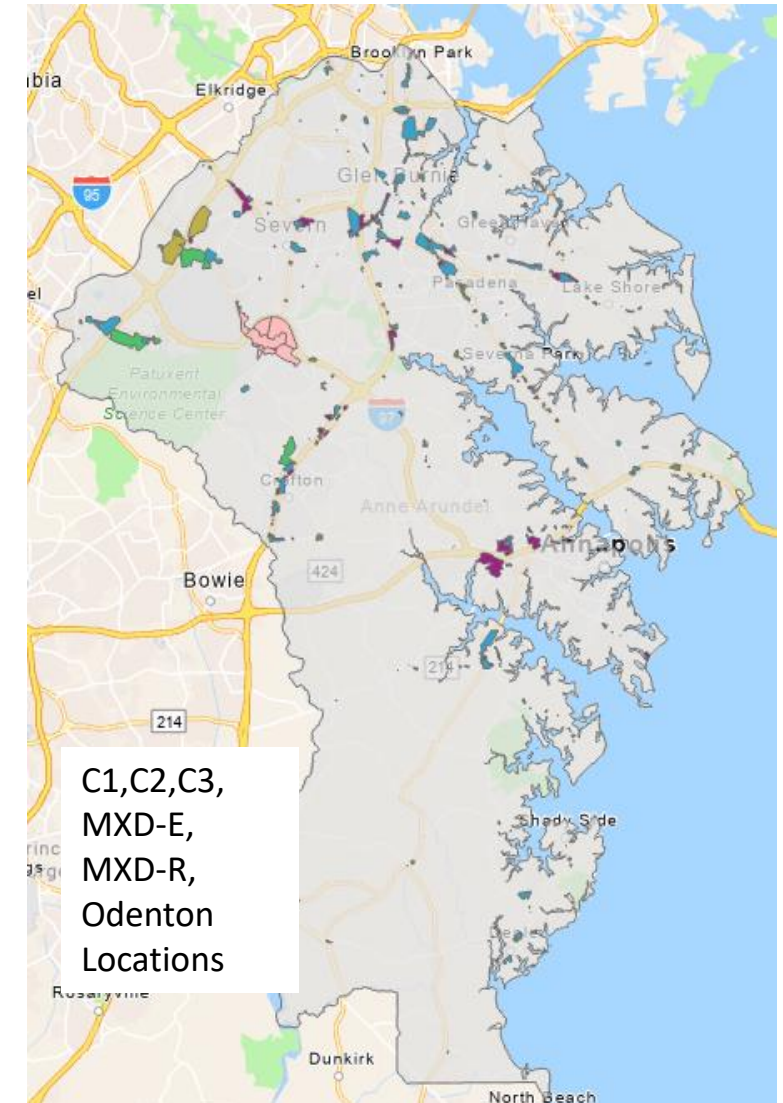 Brooklyn Park
Elkridge
95
Glen Burnie
Severn
Pasadena
Lake Shore
Severna Park
Patuxent
Environmental
Science Center
97
Crofton
Anne Arundel
Annapolis
424
Bowie
214
214
C1,C2,C3,
MXD-E,
MXD-R,
Odenton
Locations
Shady Side
Rosaryville
Dunkirk
North Beach